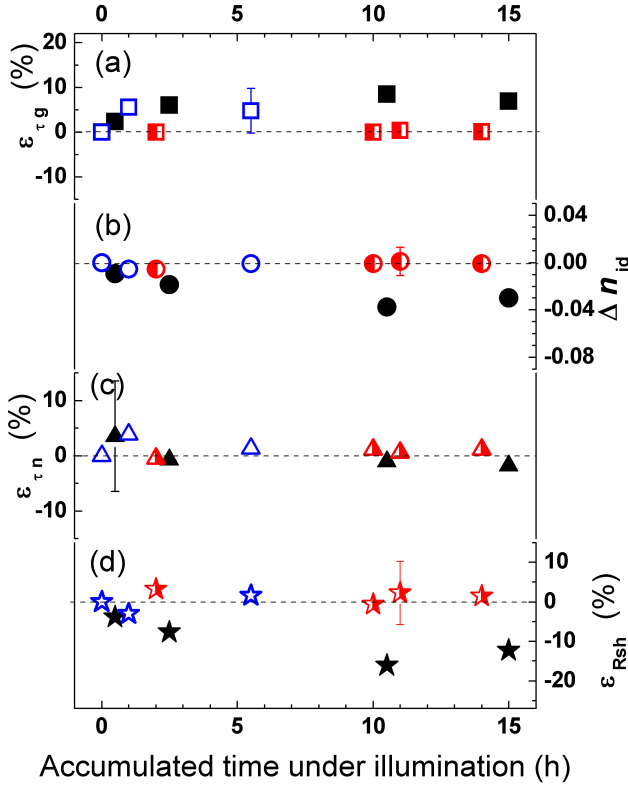 0 5 10 15
(a)
ε τ g (%)
20
10
0
-10
(b)
0.04
0.00
-0.04
-0.08
Δ n id
(c)
ε τ n (%)
10
0
-10
(d)
10
0
-10
-20
ε Rsh (%)
0 5 10 15
Accumulated time under illumination (h)